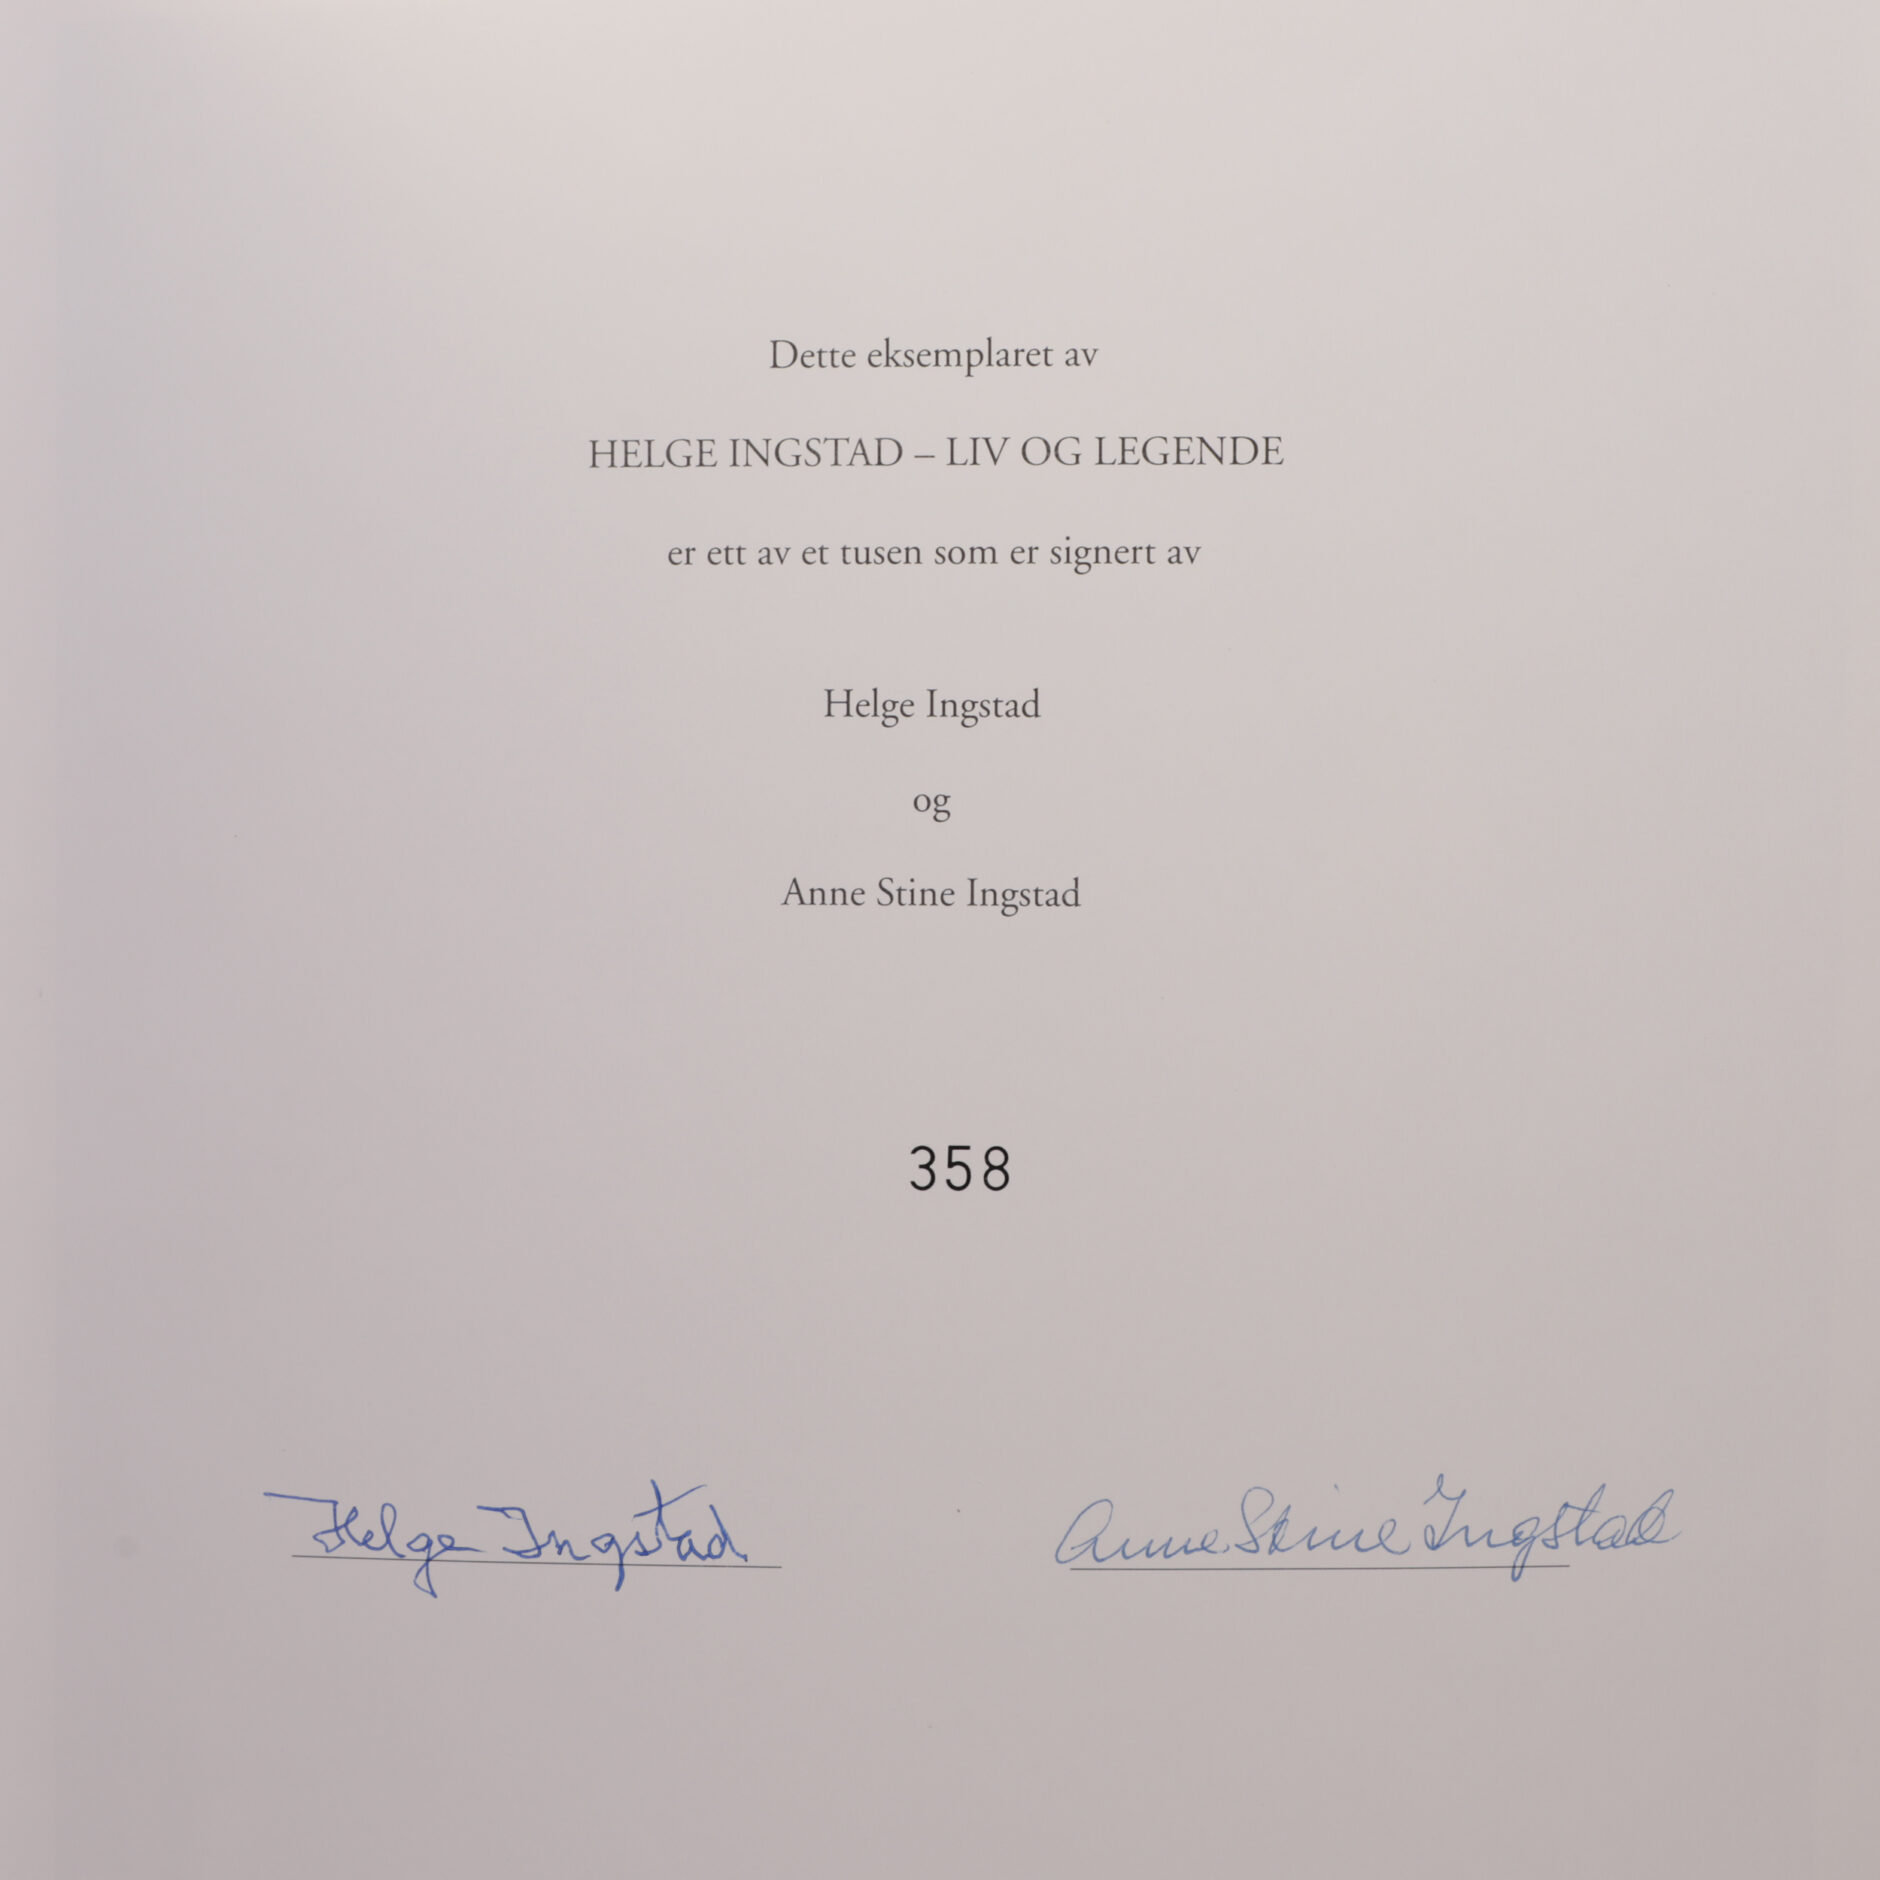 Dette eksemplaret av
HELGE INGSTAD – LIV OG LEGENDE
er ett av et tusen som er signert av
Helge Ingstad
og
Anne Stine Ingstad
358
Helge Ingstad
Anne Stine Ingstad